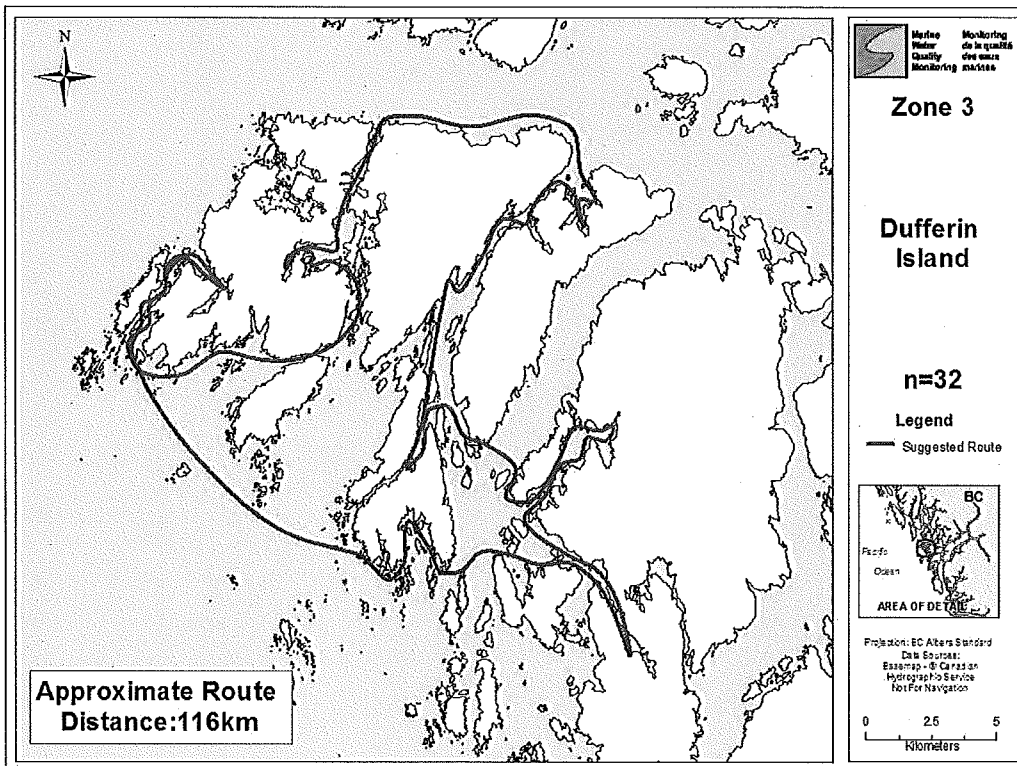 N
Approximate Route
Distance:116km
Marine
Water
Quality
Monitoring
Monitoring
de la qualité
des eaux
marines
Zone 3
Dufferin
Island
n=32
Legend
Suggested Route
BC
Pacific
Ocean
AREA OF DETAIL
Projection: BC Albers Standard
Data Sources:
Basemap - © Canadian
Hydrographic Service
Not For Navigation
0 2.5 5
Kilometers